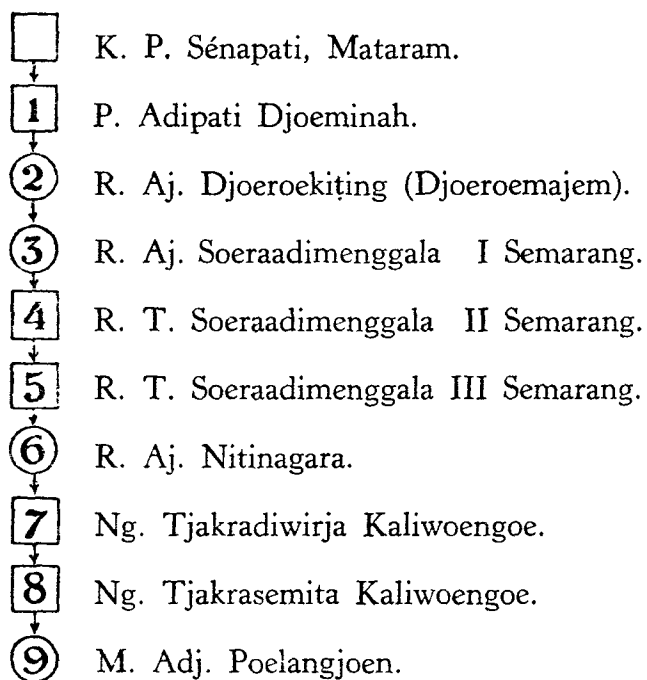 K. P. Sénapati, Mataram.
1 P. Adipati Djoeminah.
2 R. Aj. Djoeroekiṭing (Djoeroemajem).
3 R. Aj. Soeraadimenggala I Semarang.
4 R. T. Soeraadimenggala II Semarang.
5 R. T. Soeraadimenggala III Semarang.
6 R. Aj. Nitinagara.
7 Ng. Tjakradiwirja Kaliwoengoe.
8 Ng. Tjakrasemita Kaliwoengoe.
9 M. Adj. Poelangjoen.